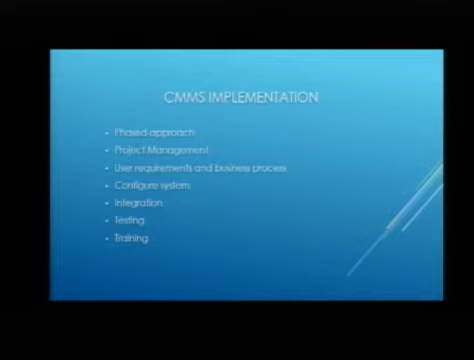 CMMS IMPLEMENTATION
• Phased approach
• Project Management
• User requirements and business process
• Configure system
• Integration
• Testing
• Training